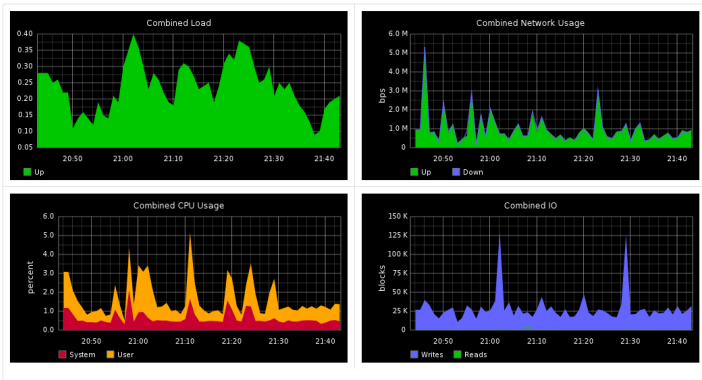 Combined Load
0.40
0.35
0.30
0.25
0.20
0.15
0.10
0.05
20:50 21:00 21:10 21:20 21:30 21:40
Up
Combined Network Usage
bps
6.0 M
5.0 M
4.0 M
3.0 M
2.0 M
1.0 M
0
20:50 21:00 21:10 21:20 21:30 21:40
Up Down
Combined CPU Usage
percent
6.0
5.0
4.0
3.0
2.0
1.0
0.0
20:50 21:00 21:10 21:20 21:30 21:40
System User
Combined IO
blocks
150 K
125 K
100 K
75 K
50 K
25 K
0
20:50 21:00 21:10 21:20 21:30 21:40
Writes Reads